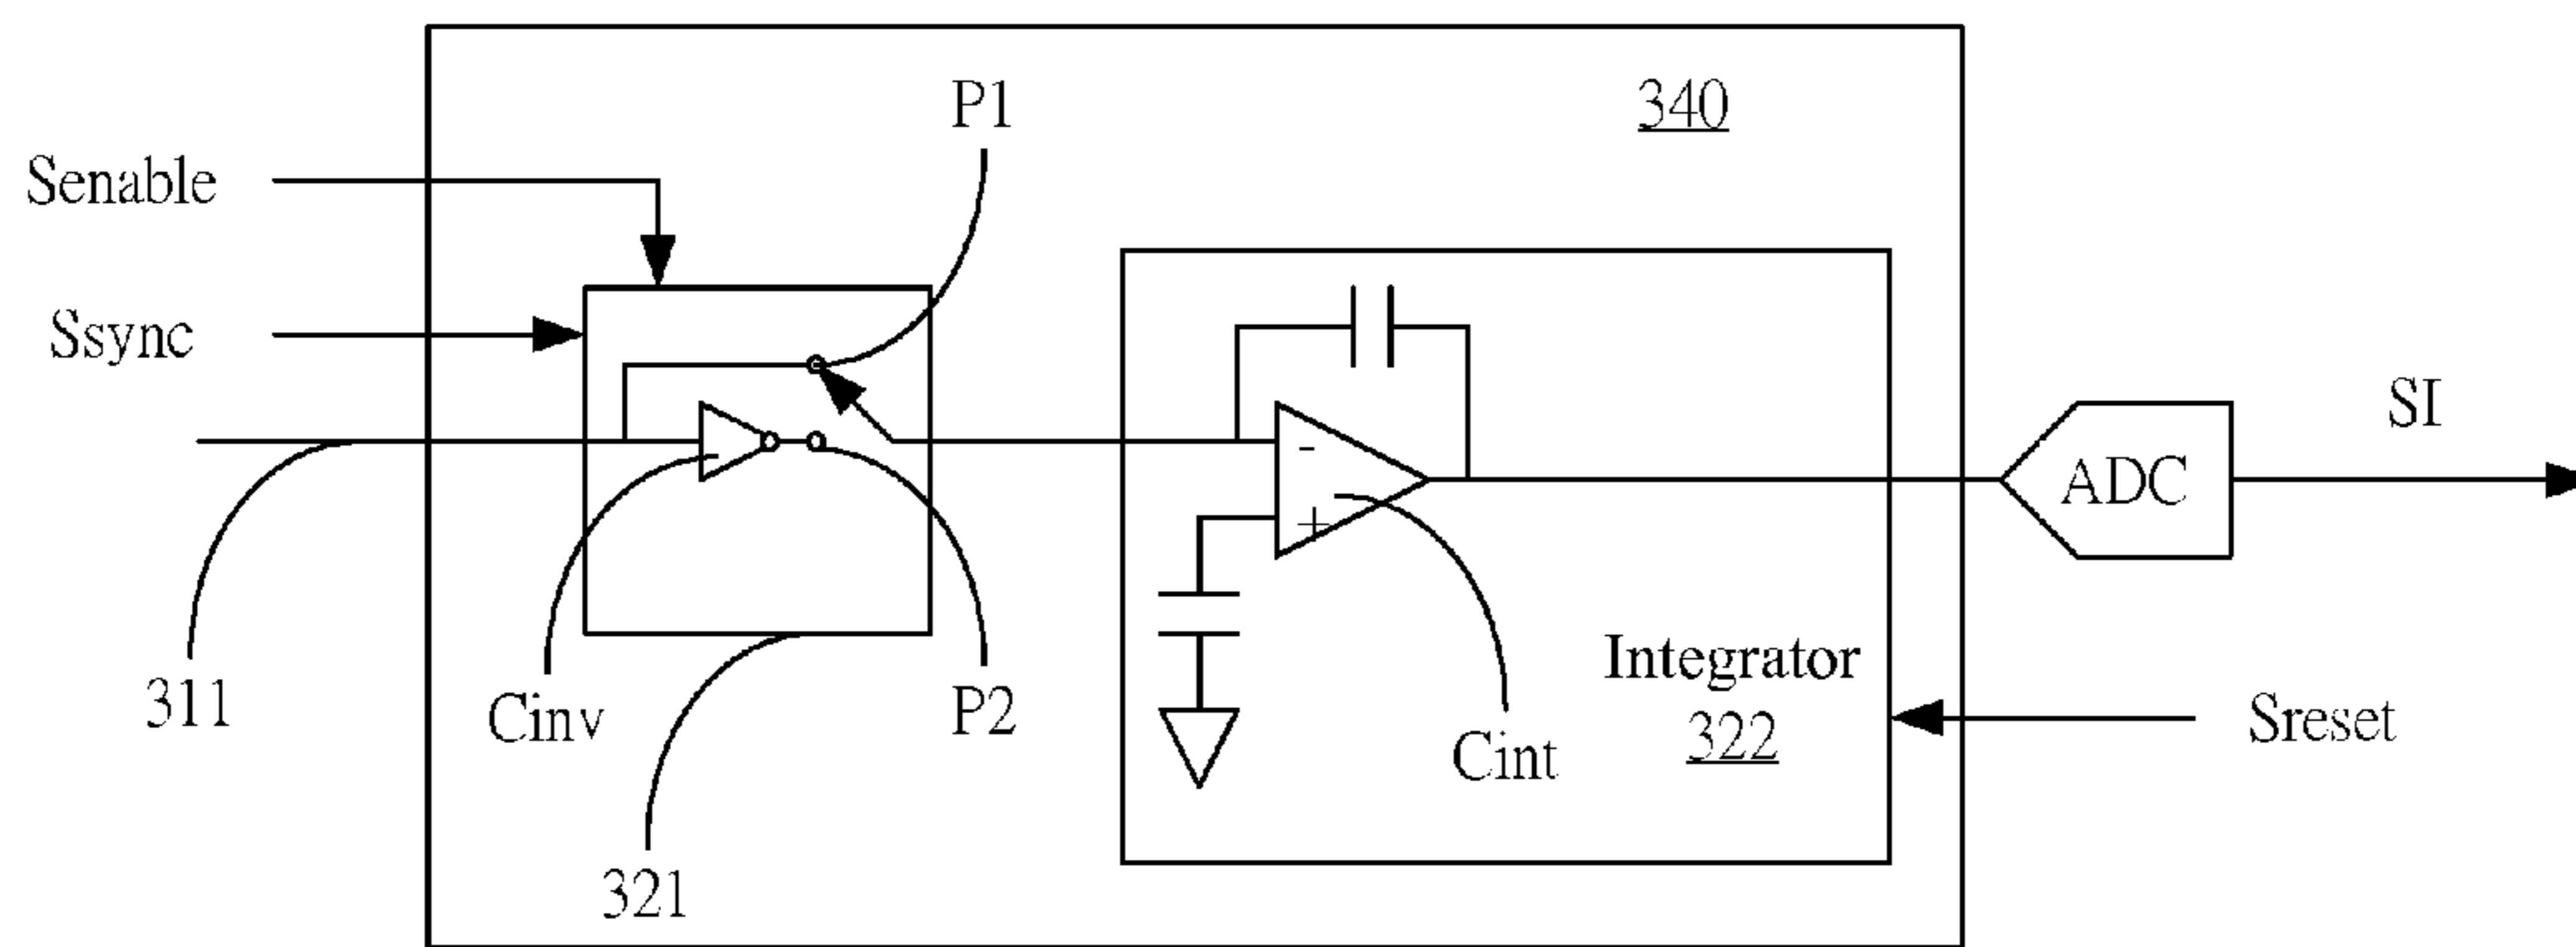 P1
340
Senable
Ssync
SI
-
ADC
+
Integrator
322
311
Cinv
P2
Cint
Sreset
321